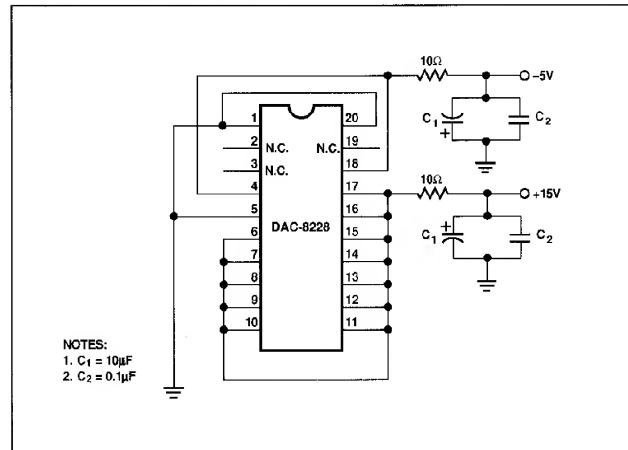 10Ω
–5V
C1 +
C2
1 20
2 N.C. N.C. 19
3 N.C. 18
4 17
5 DAC-8228 16
6 15
7 14
8 13
9 12
10 11
10Ω
+15V
C1 +
C2
NOTES:
1. C1 = 10μF
2. C2 = 0.1μF